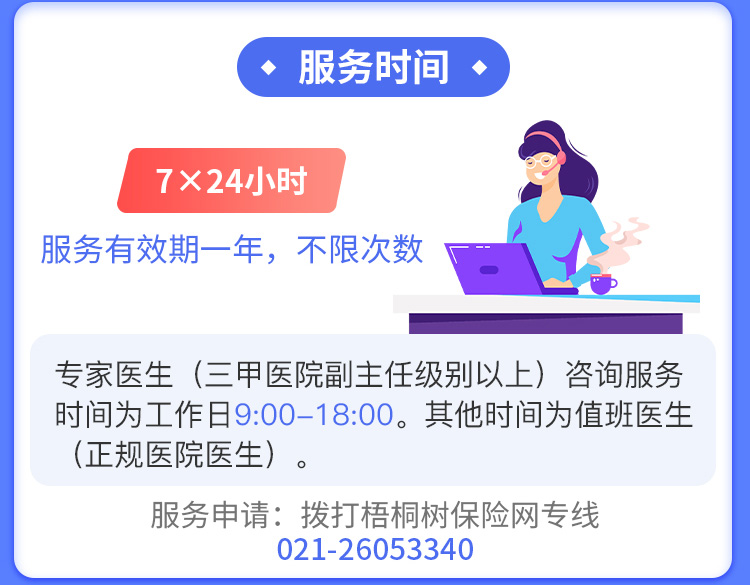 服务时间
7×24小时
服务有效期一年，不限次数
专家医生（三甲医院副主任级别以上）咨询服务
时间为工作日9:00-18:00。其他时间为值班医生
（正规医院医生）。
服务申请：拨打梧桐树保险网专线
021-26053340